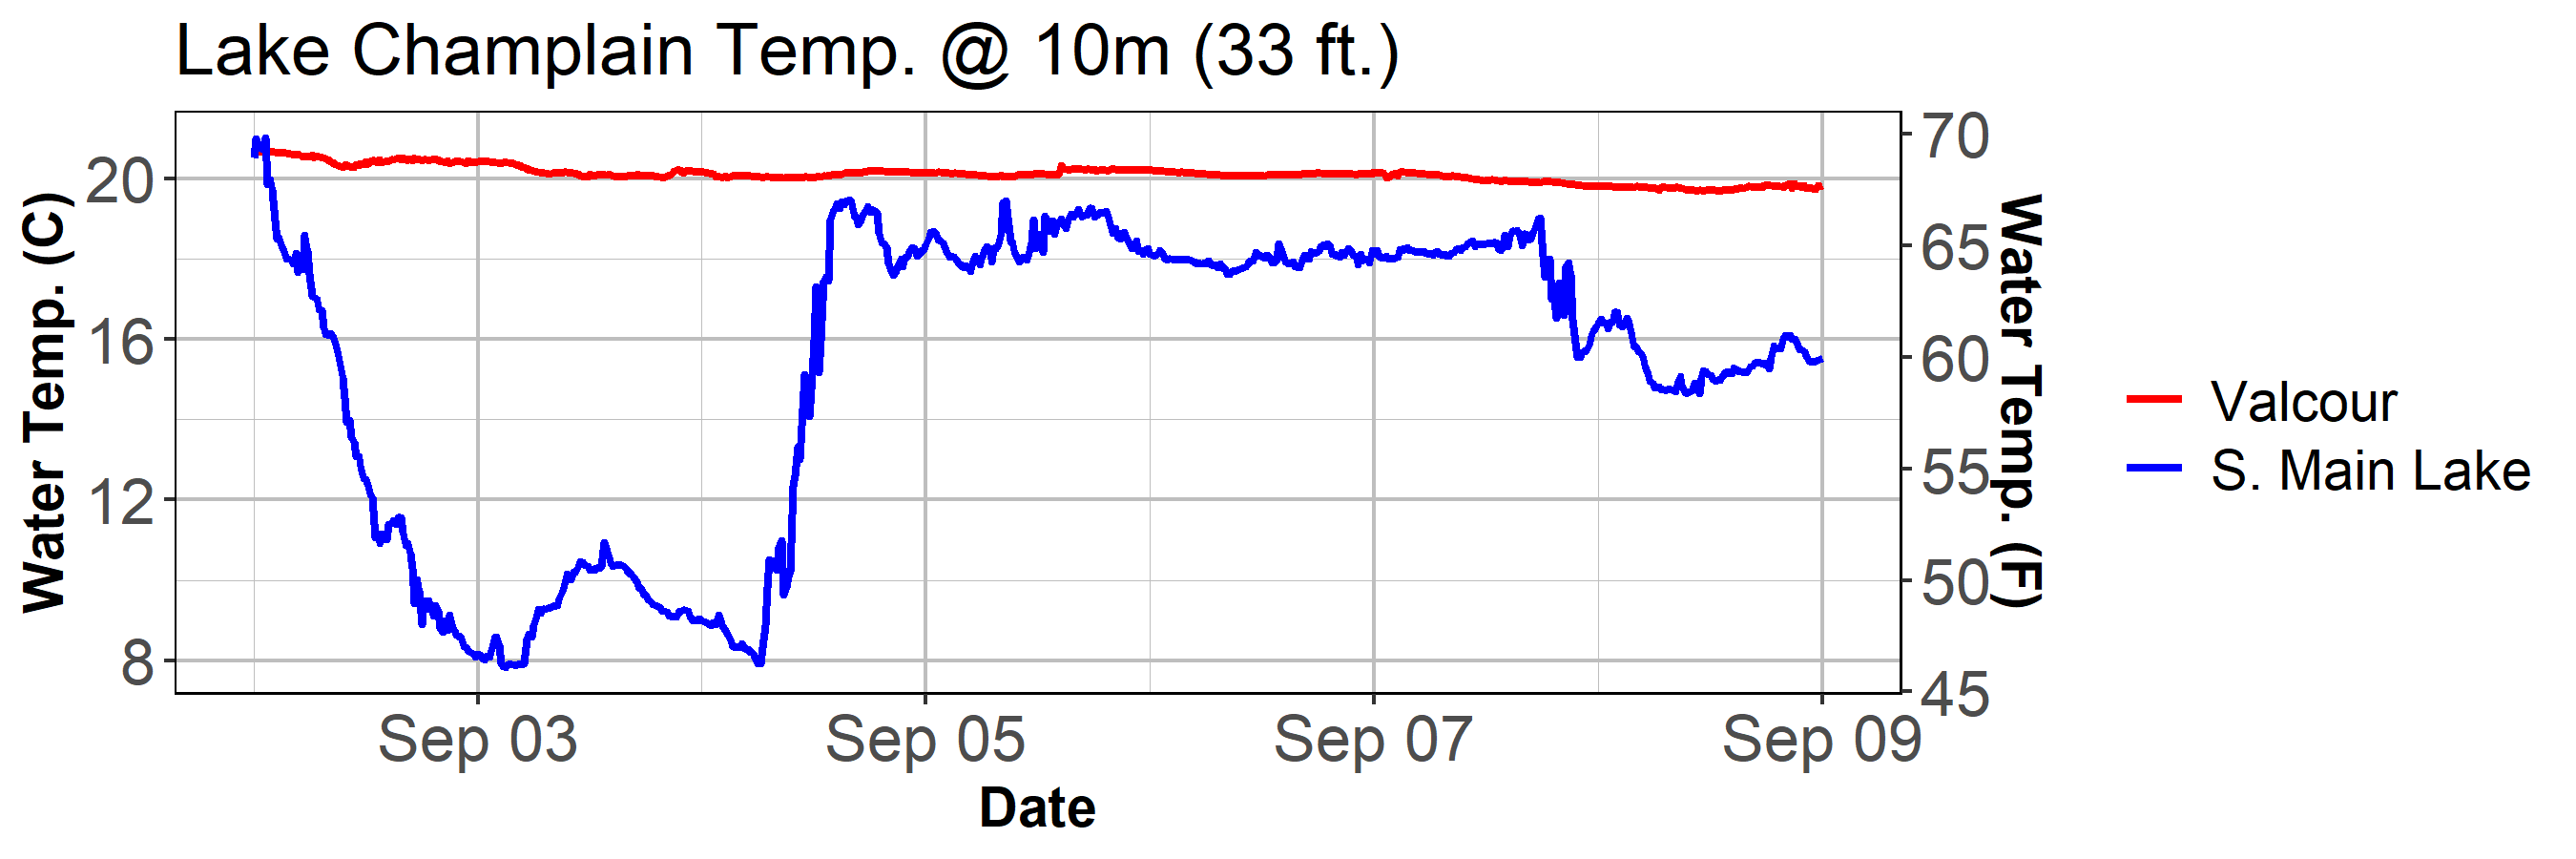 Lake Champlain Temp. @ 10m (33 ft.)
Water Temp. (C)
20
16
12
8
70
65
60
55
50
45
Water Temp. (F)
Sep 03
Sep 05
Sep 07
Sep 09
Date
Valcour
S. Main Lake